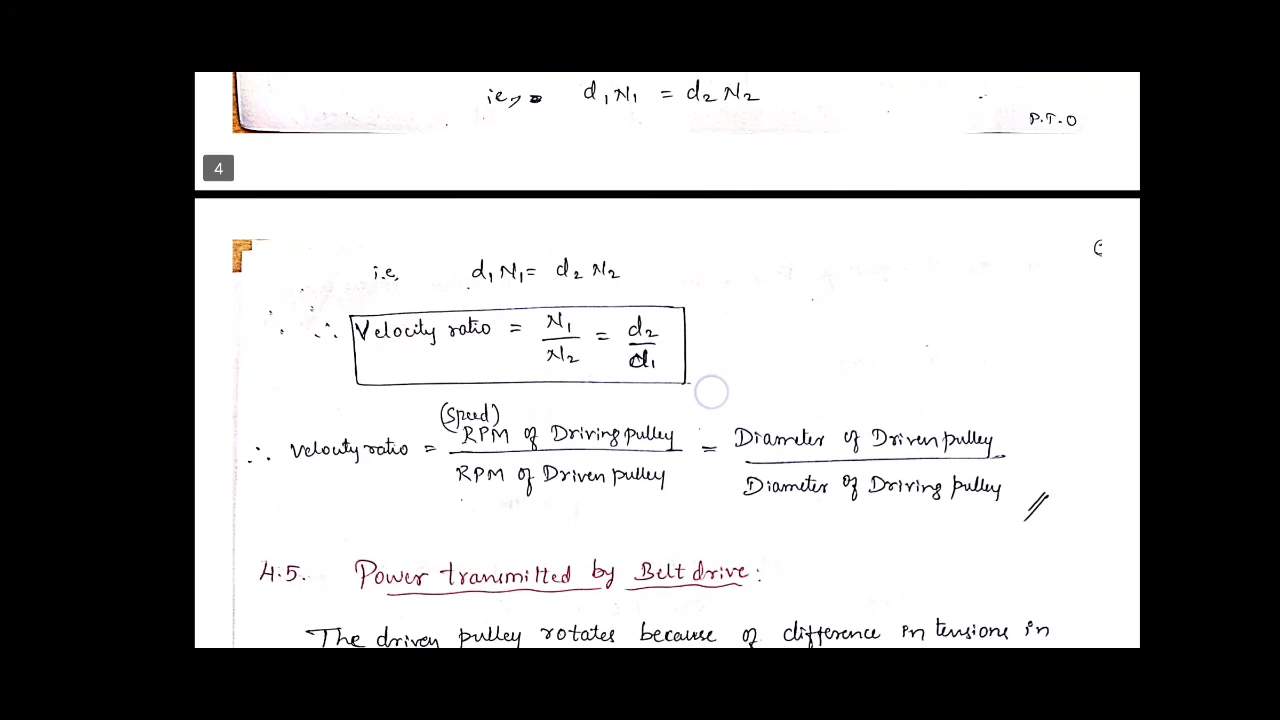 ie, d₁N₁ = d₂N₂
P.T.O
4
i.e, d₁N₁ = d₂N₂
∴ Velocity ratio = N₁/N₂ = d₂/d₁
(Speed)
∴ Velocity ratio = RPM of Driving pulley / RPM of Driven pulley = Diameter of Driven pulley / Diameter of Driving pulley //
4.5. Power transmitted by Belt drive:
The driven pulley rotates because of difference in tensions in